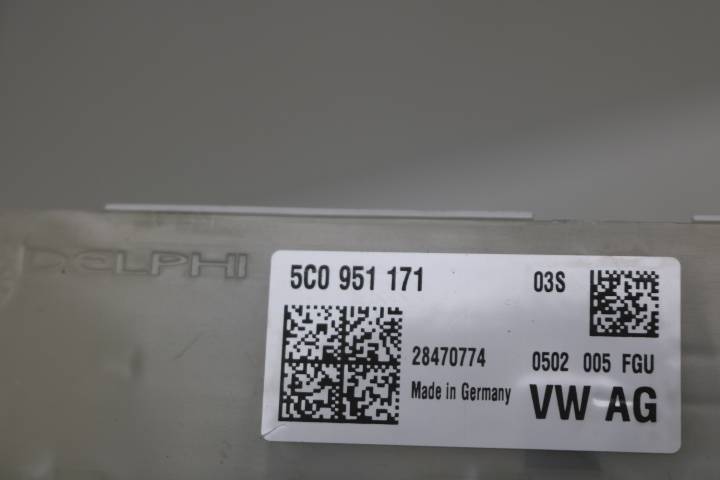 DELPHI
5C0 951 171
03S
28470774
0502 005 FGU
Made in Germany
VW AG